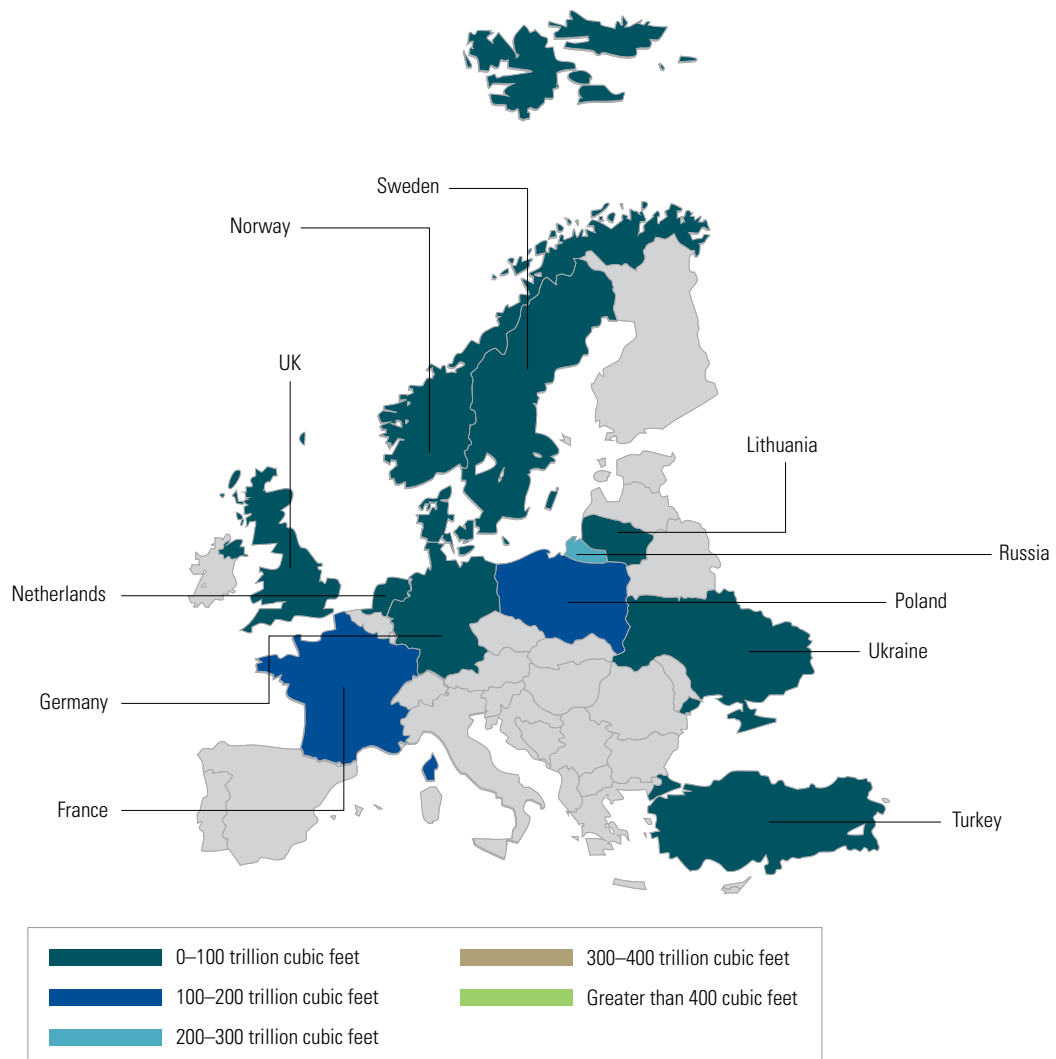 Sweden
Norway
UK
Lithuania
Russia
Netherlands
Poland
Ukraine
Germany
France
Turkey
0–100 trillion cubic feet
300–400 trillion cubic feet
100–200 trillion cubic feet
Greater than 400 cubic feet
200–300 trillion cubic feet